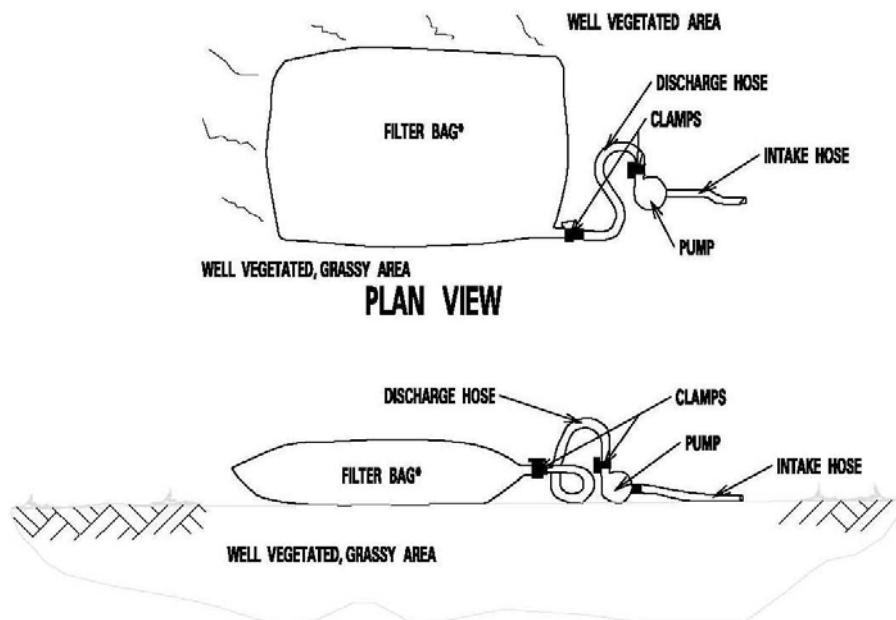 WELL VEGETATED AREA
DISCHARGE HOSE
CLAMPS
FILTER BAG*
INTAKE HOSE
PUMP
WELL VEGETATED, GRASSY AREA
PLAN VIEW
DISCHARGE HOSE
CLAMPS
PUMP
FILTER BAG*
INTAKE HOSE
WELL VEGETATED, GRASSY AREA